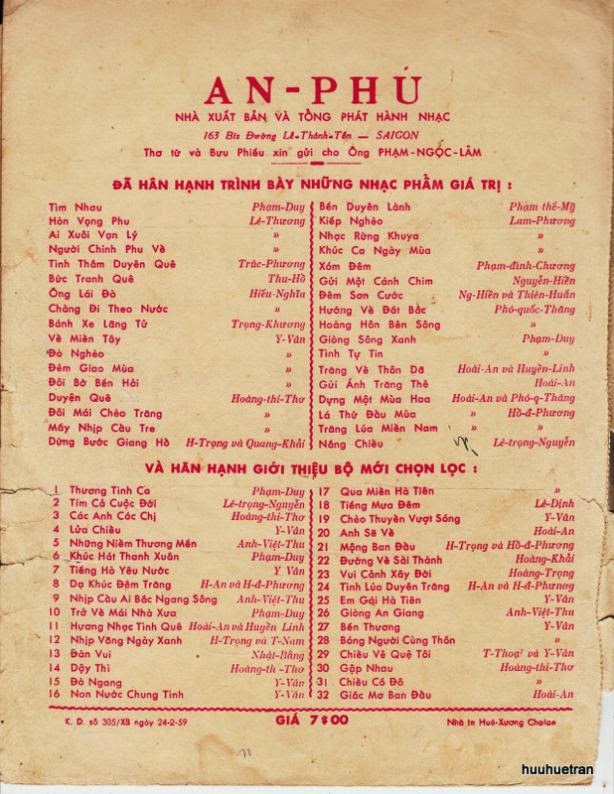 AN-PHÚ
NHÀ XUẤT BẢN VÀ TỔNG PHÁT HÀNH NHẠC
163 Bis Đường Lê-Thánh-Tôn — SAIGON
Thơ từ và Bưu Phiếu xin gửi cho Ông PHẠM-NGỌC-LÂM
ĐÃ HÂN HẠNH TRÌNH BÀY NHỮNG NHẠC PHẨM GIÁ TRỊ :
Tìm Nhau Phạm-Duy
Hòn Vọng Phu Lê-Thương
Ai Xuôi Vạn Lý »
Người Chinh Phu Về »
Tình Thắm Duyên Quê Trúc-Phương
Bức Tranh Quê Thu-Hồ
Ông Lái Đò Hiếu-Nghĩa
Chàng Đi Theo Nước »
Bánh Xe Lãng Tử Trọng-Khương
Về Miền Tây Y-Vân
Đò Nghèo »
Đêm Giao Mùa »
Đôi Bờ Bến Hải »
Duyên Quê Hoàng-thi-Thơ
Đôi Mái Chèo Trăng »
Mấy Nhịp Cầu Tre »
Dừng Bước Giang Hồ H-Trọng và Quang-Khải
Bến Duyên Lành Phạm-thế-Mỹ
Kiếp Nghèo Lam-Phương
Nhạc Rừng Khuya »
Khúc Ca Ngày Mùa »
Xóm Đêm Phạm-đình-Chương
Gửi Một Cánh Chim Nguyễn-Hiền
Đêm Sơn Cước Ng-Hiền và Thiên-Huấn
Hướng Về Đất Bắc Phó-quốc-Thăng
Hoàng Hôn Bên Sông »
Giòng Sông Xanh Phạm-Duy
Tình Tự Tin »
Trăng Về Thôn Dã Hoài-An và Huyền-Linh
Gửi Ánh Trăng Thề Hoài-An
Dựng Một Mùa Hoa Hoài-An và Phó-q-Thăng
Lá Thư Đầu Mùa » Hồ-đ-Phương
Trăng Lúa Miền Nam » »
Nắng Chiều Lê-trọng-Nguyễn
VÀ HÂN HẠNH GIỚI THIỆU BỘ MỚI CHỌN LỌC :
1 Thương Tình Ca Phạm-Duy
2 Tím Cả Cuộc Đời Lê-trọng-Nguyễn
3 Các Anh Các Chị Hoàng-thi-Thơ
4 Lửa Chiều Y-Vân
5 Những Niềm Thương Mến Anh-Việt-Thu
6 Khúc Hát Thanh Xuân Phạm-Duy
7 Tiếng Hò Yêu Nước Y Vân
8 Dạ Khúc Đêm Trăng H-An và H-đ-Phương
9 Nhịp Cầu Ai Bắc Ngang Sông Anh-Việt-Thu
10 Trở Về Mái Nhà Xưa Phạm-Duy
11 Hương Nhạc Tình Quê Hoài-An và Huyền Linh
12 Nhịp Võng Ngày Xanh H-Trọng và T-Nam
13 Đàn Vui Nhật-Bằng
14 Dậy Thì Hoàng-th -Thơ
15 Đò Ngang Y-Vân
16 Non Nước Chung Tình Y-Vân
17 Qua Miền Hà Tiên »
18 Tiếng Mưa Đêm Lê-Dinh
19 Chèo Thuyền Vượt Sóng Y-Vân
20 Anh Sẽ Về Hoài-An
21 Mộng Ban Đầu H-Trọng và Hồ-đ-Phương
22 Đường Về Sài Thành Hoàng-Khải
23 Vui Cảnh Xây Đời Hoàng-Trọng
24 Tình Lúa Duyên Trăng H-An và H-đ-Phương
25 Em Gái Hà Tiên Y-Vân
26 Giòng An Giang Anh-Việt-Thu
27 Bến Thương Y-Vân
28 Bóng Người Cùng Thôn »
29 Chiều Về Quê Tôi T-Thoại và Y-Vân
30 Gặp Nhau Hoàng-thi-Thơ
31 Chiều Cố Đô »
32 Giấc Mơ Ban Đầu Hoài-An
K. D. số 305/XB ngày 24-2-59 GIÁ 7$00 Nhà In Huê-Xương Cholon
huuhuetran